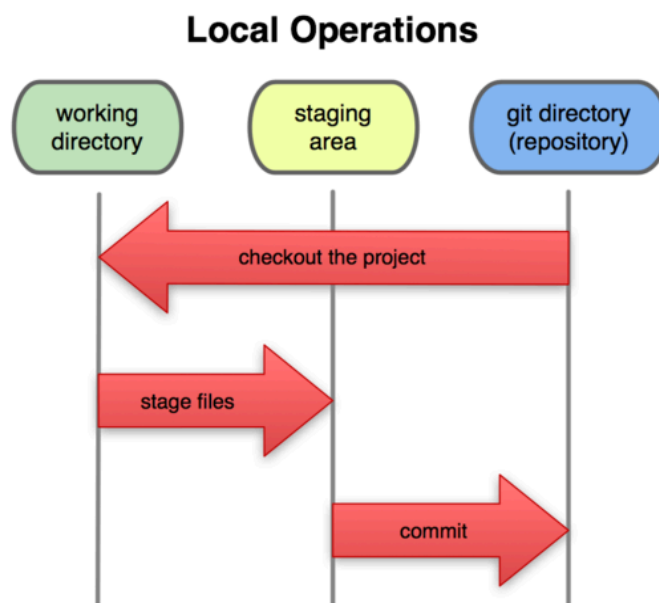 Local Operations
working
directory
staging
area
git directory
(repository)
checkout the project
stage files
commit